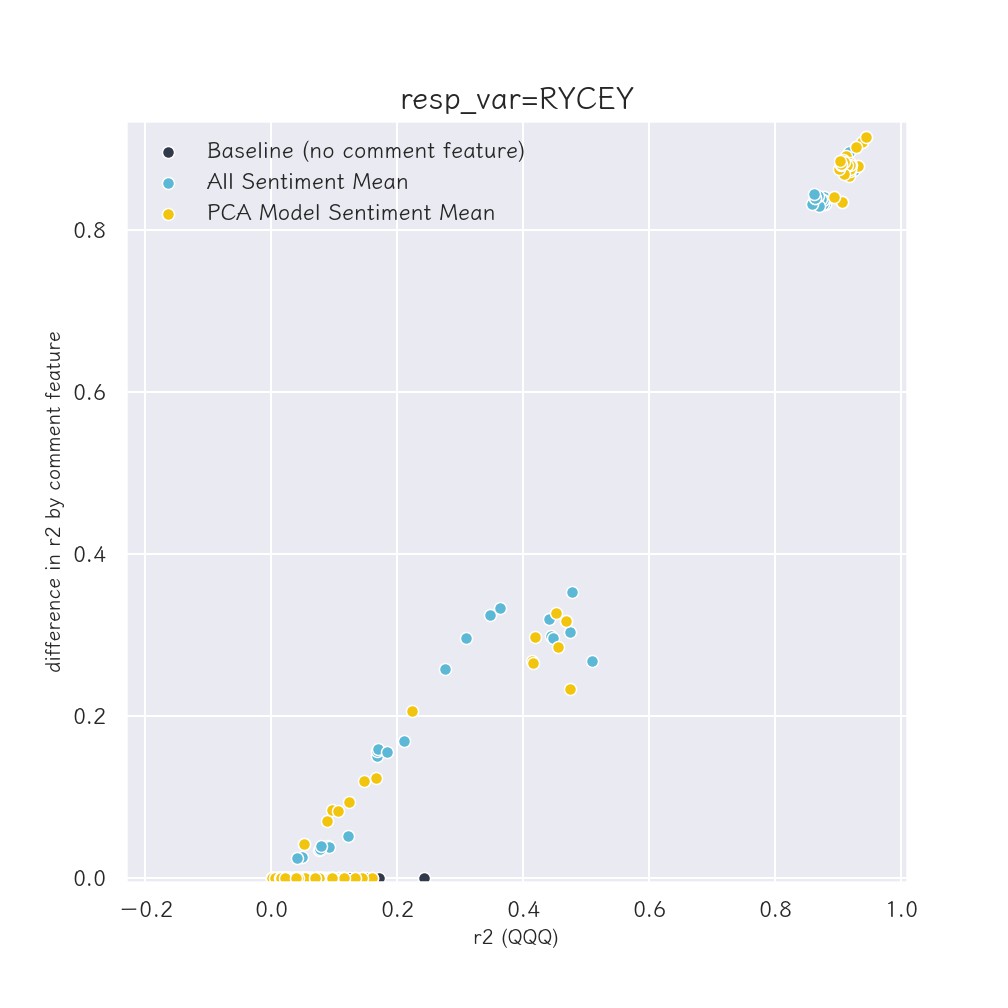 resp_var=RYCEY
Baseline (no comment feature)
All Sentiment Mean
PCA Model Sentiment Mean
difference in r2 by comment feature
0.8
0.6
0.4
0.2
0.0
−0.2 0.0 0.2 0.4 0.6 0.8 1.0
r2 (QQQ)